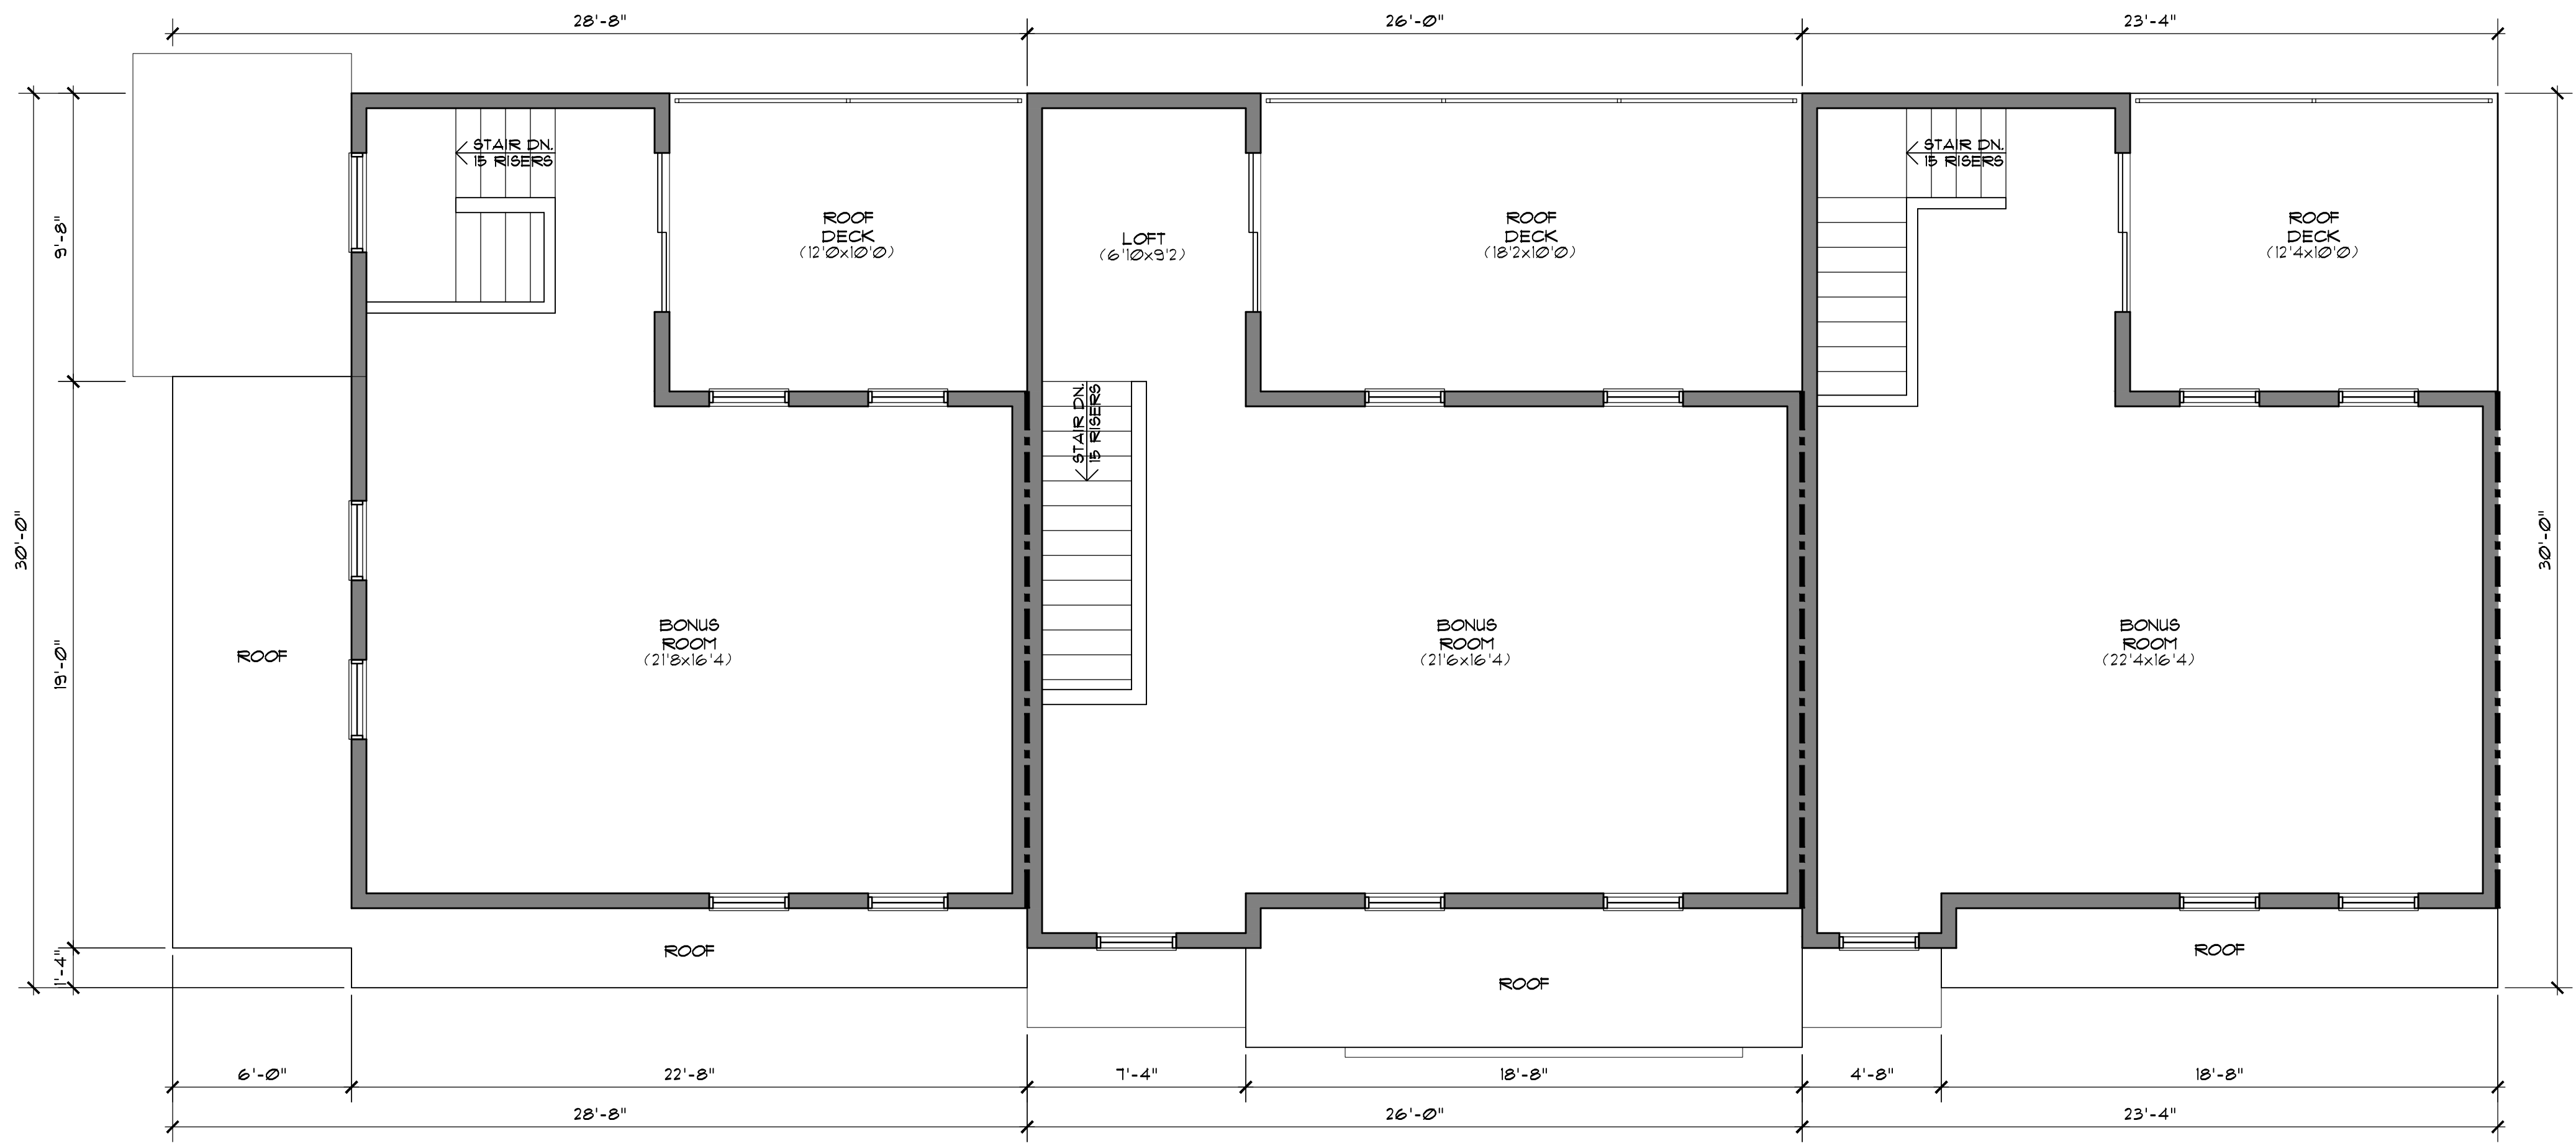 28'-8"
26'-0"
23'-4"
STAIR DN.
15 RISERS
STAIR DN.
15 RISERS
ROOF
DECK
(12'0x10'0)
LOFT
(6'10x9'2)
ROOF
DECK
(18'2x10'0)
ROOF
DECK
(12'4x10'0)
9'-8"
STAIR DN.
15 RISERS
30'-0"
30'-0"
19'-0"
ROOF
BONUS
ROOM
(21'8x16'4)
BONUS
ROOM
(21'6x16'4)
BONUS
ROOM
(22'4x16'4)
1'-4"
ROOF
ROOF
ROOF
6'-0"
22'-8"
7'-4"
18'-8"
4'-8"
18'-8"
28'-8"
26'-0"
23'-4"